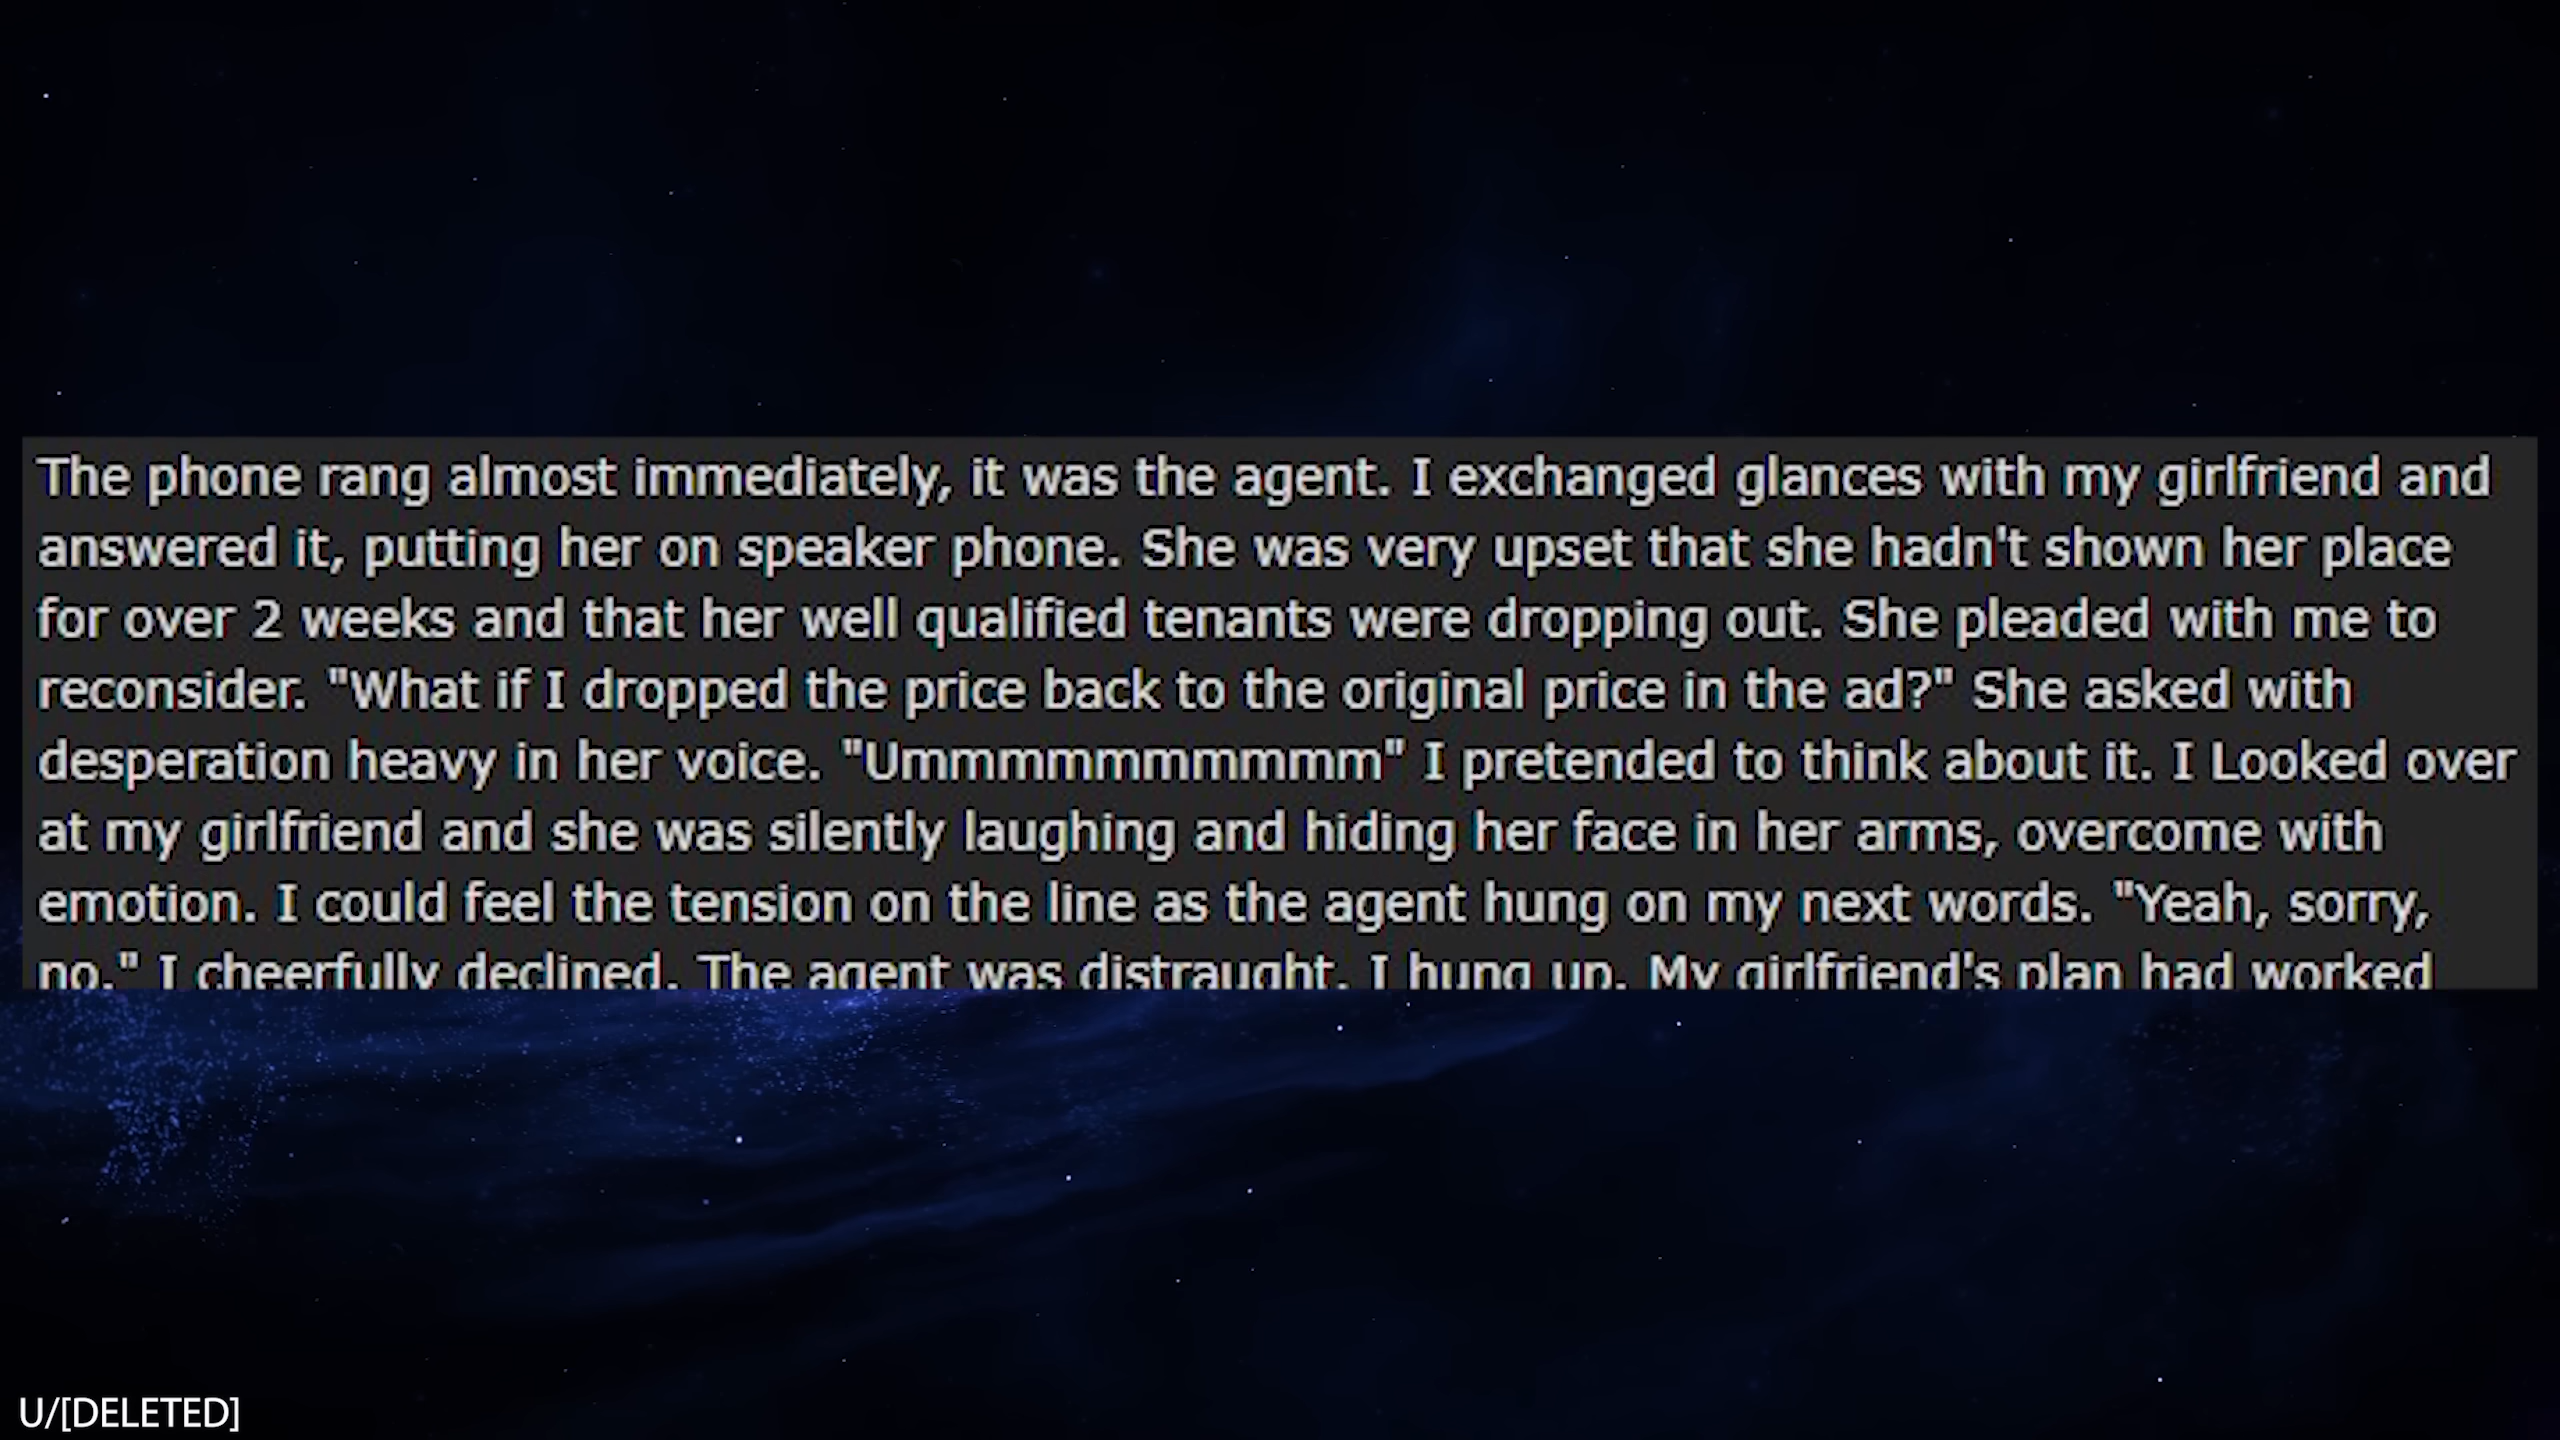 The phone rang almost immediately, it was the agent. I exchanged glances with my girlfriend and
answered it, putting her on speaker phone. She was very upset that she hadn't shown her place
for over 2 weeks and that her well qualified tenants were dropping out. She pleaded with me to
reconsider. "What if I dropped the price back to the original price in the ad?" She asked with
desperation heavy in her voice. "Ummmmmmmmmm" I pretended to think about it. I Looked over
at my girlfriend and she was silently laughing and hiding her face in her arms, overcome with
emotion. I could feel the tension on the line as the agent hung on my next words. "Yeah, sorry,
no." I cheerfully declined. The agent was distraught. I hung up. My girlfriend's plan had worked
U/[DELETED]